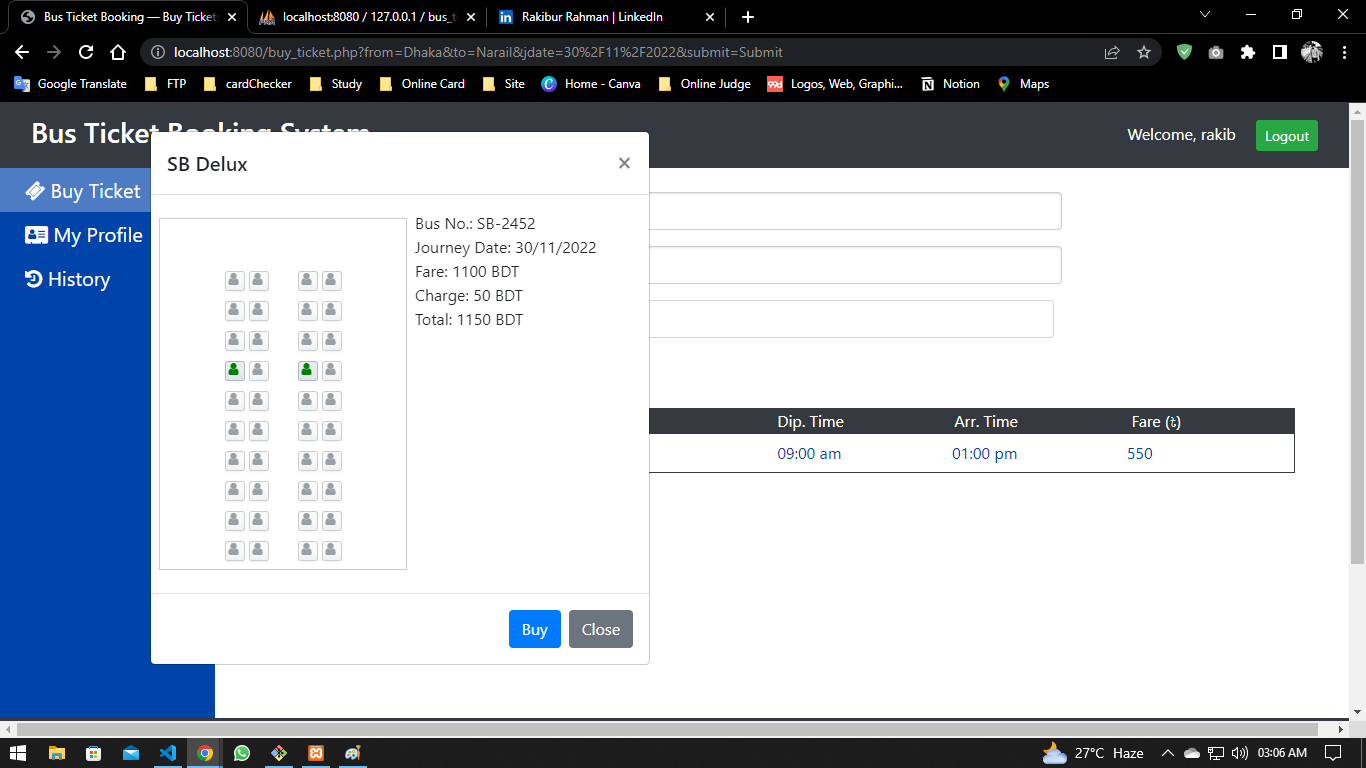 Bus Ticket Booking — Buy Ticket
localhost:8080 / 127.0.0.1 / bus_ti
Rakibur Rahman | LinkedIn
localhost:8080/buy_ticket.php?from=Dhaka&to=Narail&jdate=30%2F11%2F2022&submit=Submit
Google Translate
FTP
cardChecker
Study
Online Card
Site
Home - Canva
Online Judge
99d
Logos, Web, Graphi...
Notion
Maps
Bus Ticket Booking System
Welcome, rakib
Logout
Buy Ticket
My Profile
History
SB Delux
×
Bus No.: SB-2452
Journey Date: 30/11/2022
Fare: 1100 BDT
Charge: 50 BDT
Total: 1150 BDT
Buy
Close
Dip. Time
Arr. Time
Fare (৳)
09:00 am
01:00 pm
550
27°C Haze
03:06 AM